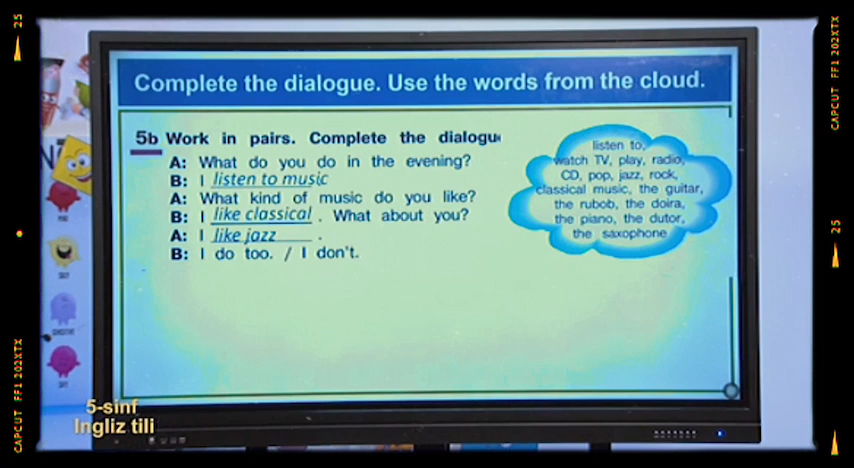 25
25
CAPCUT FF1 202XTX
Complete the dialogue. Use the words from the cloud.
5b Work in pairs. Complete the dialogu
A: What do you do in the evening?
B: I listen to music
A: What kind of music do you like?
B: I like classical . What about you?
A: I like jazz .
B: I do too. / I don't.
listen to,
watch TV, play, radio,
CD, pop, jazz, rock,
classical music, the guitar,
the rubob, the doira,
the piano, the dutor,
the saxophone
CAPCUT FF1 202XTX
5-sinf
Ingliz tili